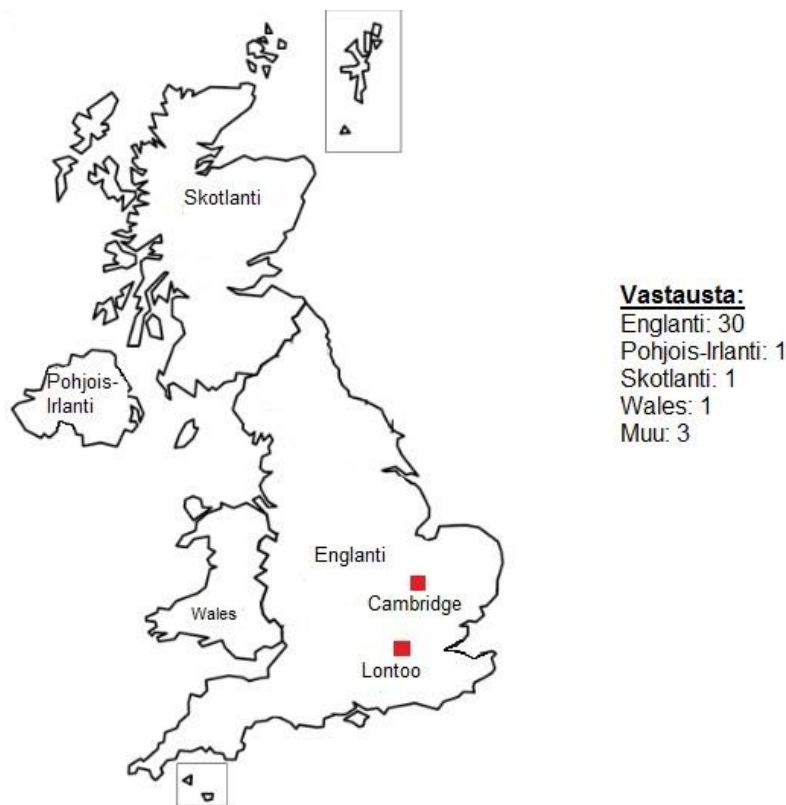 Skotlanti
Pohjois-
Irlanti
Englanti
Cambridge
Wales
Lontoo
Vastausta:
Englanti: 30
Pohjois-Irlanti: 1
Skotlanti: 1
Wales: 1
Muu: 3